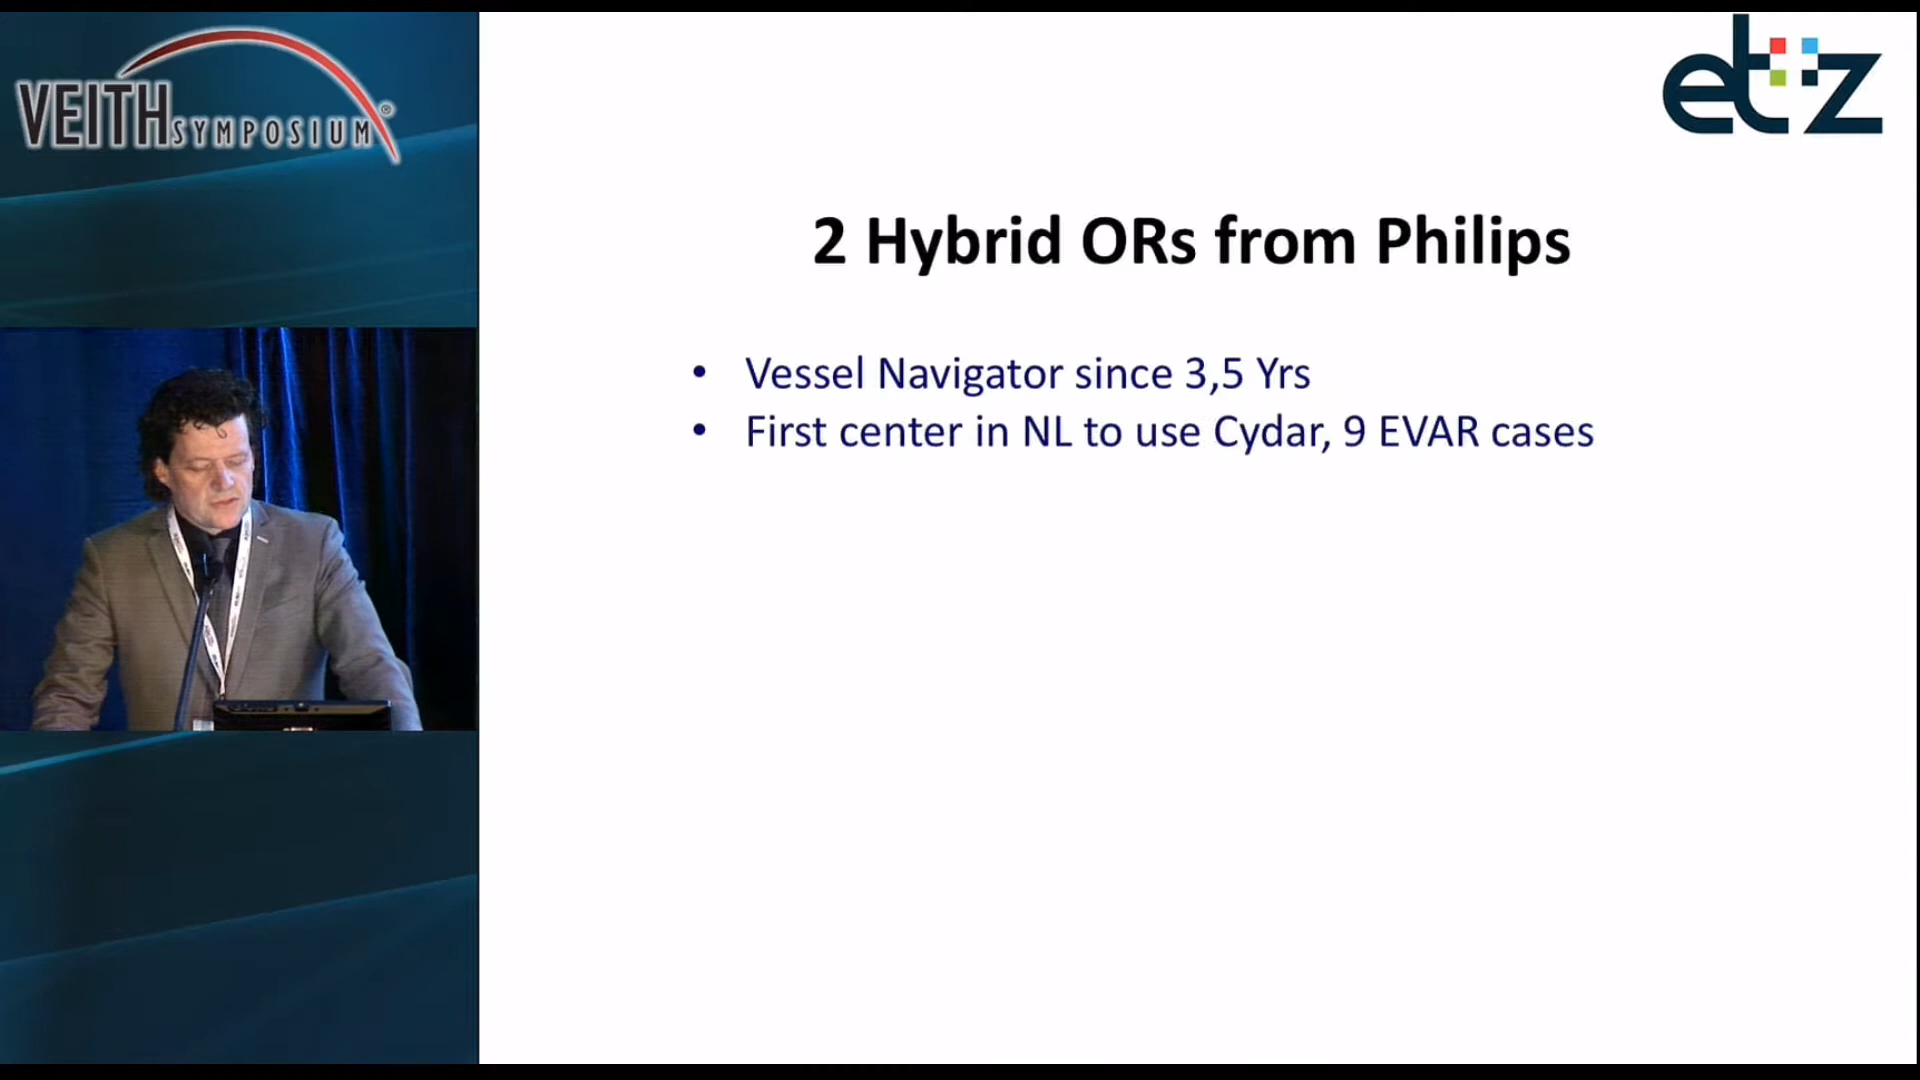 VEITHSYMPOSIUM®
etz
2 Hybrid ORs from Philips
• Vessel Navigator since 3,5 Yrs
• First center in NL to use Cydar, 9 EVAR cases